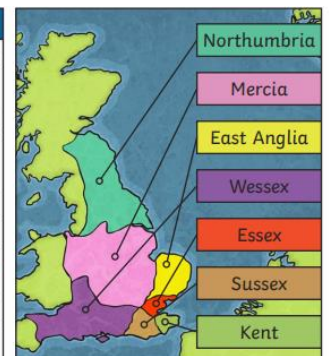 Northumbria
Mercia
East Anglia
Wessex
Essex
Sussex
Kent